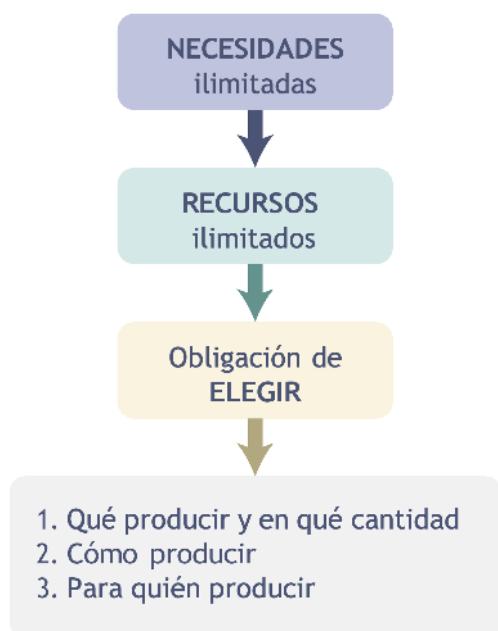 NECESIDADES
ilimitadas
RECURSOS
ilimitados
Obligación de
ELEGIR
1. Qué producir y en qué cantidad
2. Cómo producir
3. Para quién producir